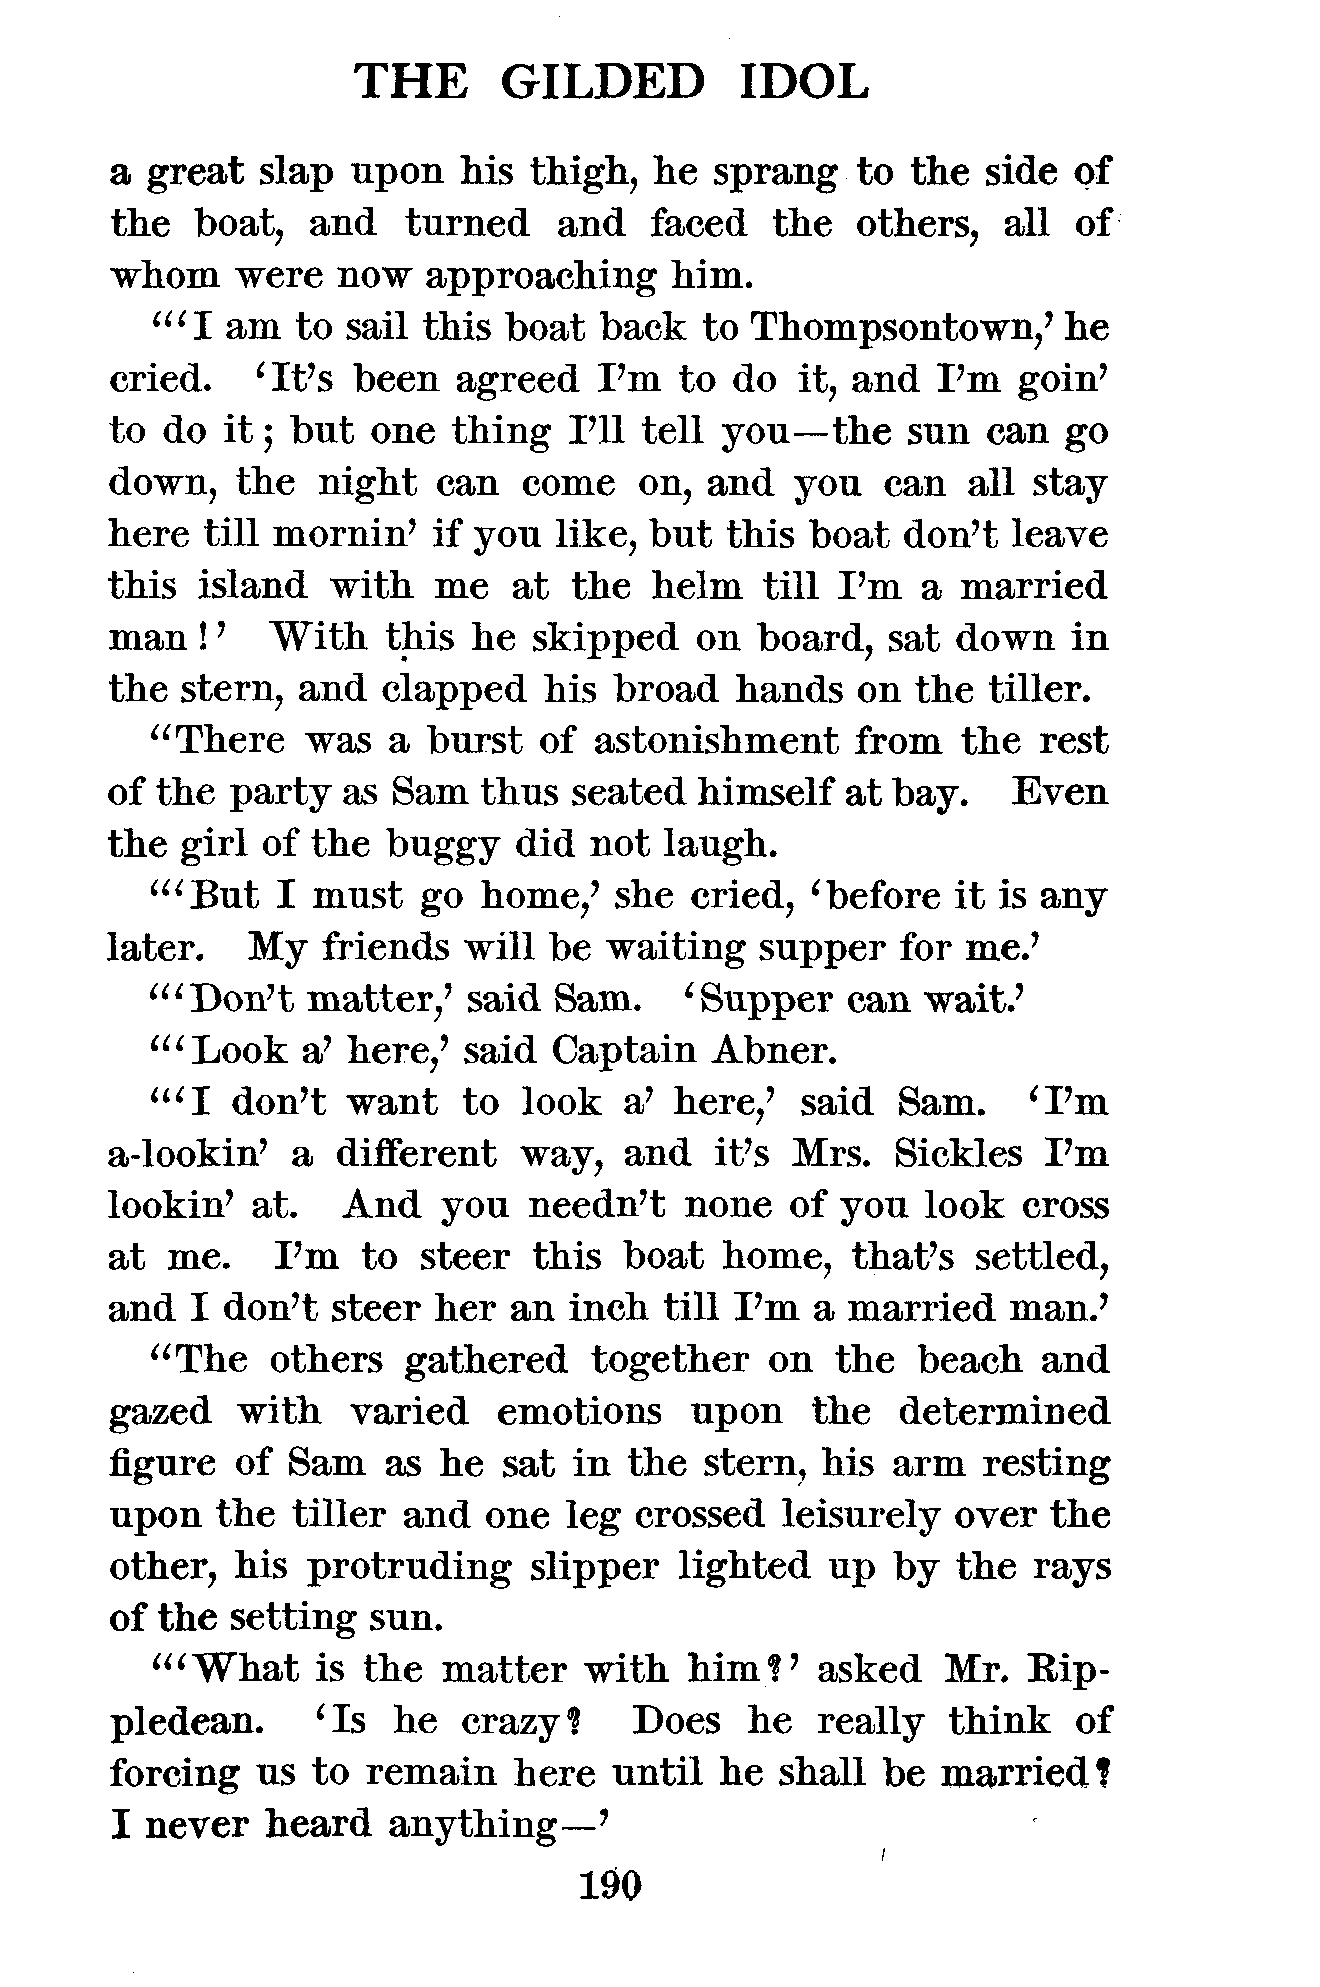 THE GILDED IDOL
a great slap upon his thigh, he sprang to the side of
the boat, and turned and faced the others, all of
whom were now approaching him.
“‘I am to sail this boat back to Thompsontown,’ he
cried. ‘It’s been agreed I’m to do it, and I’m goin’
to do it; but one thing I’ll tell you—the sun can go
down, the night can come on, and you can all stay
here till mornin’ if you like, but this boat don’t leave
this island with me at the helm till I’m a married
man!’ With this he skipped on board, sat down in
the stern, and clapped his broad hands on the tiller.
“There was a burst of astonishment from the rest
of the party as Sam thus seated himself at bay. Even
the girl of the buggy did not laugh.
“‘But I must go home,’ she cried, ‘before it is any
later. My friends will be waiting supper for me.’
“‘Don’t matter,’ said Sam. ‘Supper can wait.’
“‘Look a’ here,’ said Captain Abner.
“‘I don’t want to look a’ here,’ said Sam. ‘I’m
a-lookin’ a different way, and it’s Mrs. Sickles I’m
lookin’ at. And you needn’t none of you look cross
at me. I’m to steer this boat home, that’s settled,
and I don’t steer her an inch till I’m a married man.’
“The others gathered together on the beach and
gazed with varied emotions upon the determined
figure of Sam as he sat in the stern, his arm resting
upon the tiller and one leg crossed leisurely over the
other, his protruding slipper lighted up by the rays
of the setting sun.
“‘What is the matter with him?’ asked Mr. Rip-
pledean. ‘Is he crazy? Does he really think of
forcing us to remain here until he shall be married?
I never heard anything—’
190